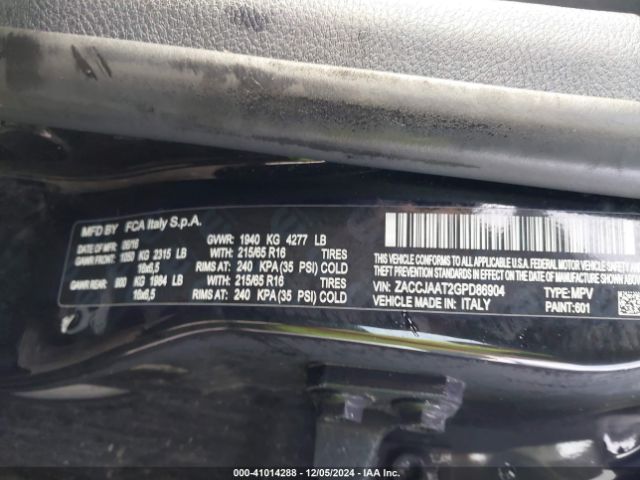 MFD BY FCA Italy S.p.A.
05/16 GVWR: 1940 KG 4277 LB
GAWR FRONT: 1050 KG 2315 LB WITH: 215/65 R16 TIRES
16x6,5 RIMS AT: 240 KPA(35 PSI) COLD
GAWR REAR: 900 KG 1984 LB WITH: 215/65 R16 TIRES
16x6,5 RIMS AT: 240 KPA(35 PSI) COLD
THIS VEHICLE CONFORMS TO ALL APPLICABLE
U.S.A. FEDERAL MOTOR VEHICLE SAFETY, BUMPER AND
THEFT PREVENTION STANDARDS IN EFFECT
ON THE DATE OF MANUFACTURE SHOWN ABOVE
VIN: ZACCJAAT2GPD86904 TYPE: MPV
VEHICLE MADE IN: ITALY PAINT:601
000-41014288 • 12/05/2024 • IAA Inc.